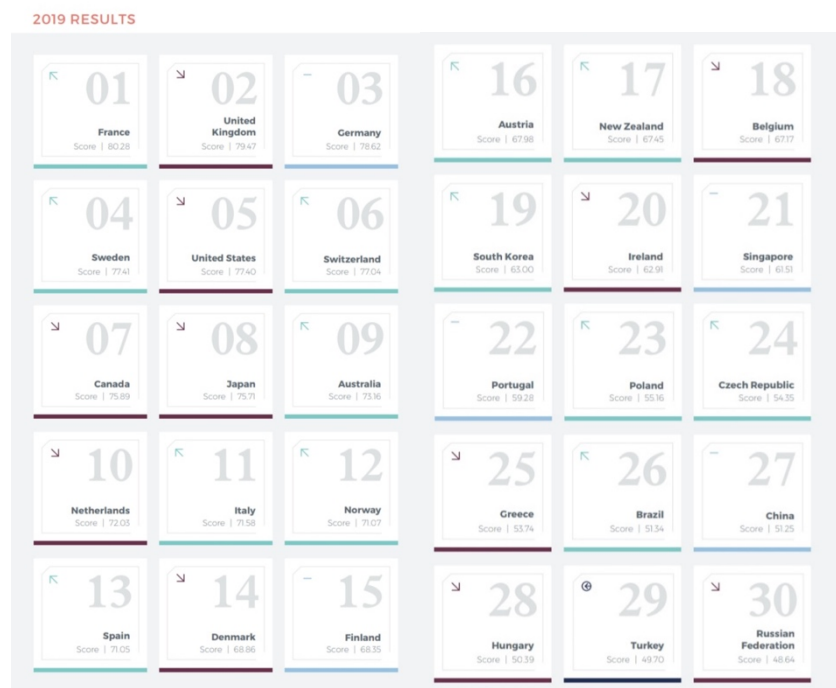 2019 RESULTS
01
France
Score | 80.28
02
United
Kingdom
Score | 79.47
03
Germany
Score | 78.62
04
Sweden
Score | 77.41
05
United States
Score | 77.40
06
Switzerland
Score | 77.04
07
Canada
Score | 75.89
08
Japan
Score | 75.71
09
Australia
Score | 73.16
10
Netherlands
Score | 72.03
11
Italy
Score | 71.58
12
Norway
Score | 71.07
13
Spain
Score | 71.05
14
Denmark
Score | 68.86
15
Finland
Score | 68.35
16
Austria
Score | 67.98
17
New Zealand
Score | 67.45
18
Belgium
Score | 67.17
19
South Korea
Score | 63.00
20
Ireland
Score | 62.91
21
Singapore
Score | 61.51
22
Portugal
Score | 59.28
23
Poland
Score | 55.16
24
Czech Republic
Score | 54.35
25
Greece
Score | 53.74
26
Brazil
Score | 51.34
27
China
Score | 51.25
28
Hungary
Score | 50.39
29
Turkey
Score | 49.70
30
Russian
Federation
Score | 48.64